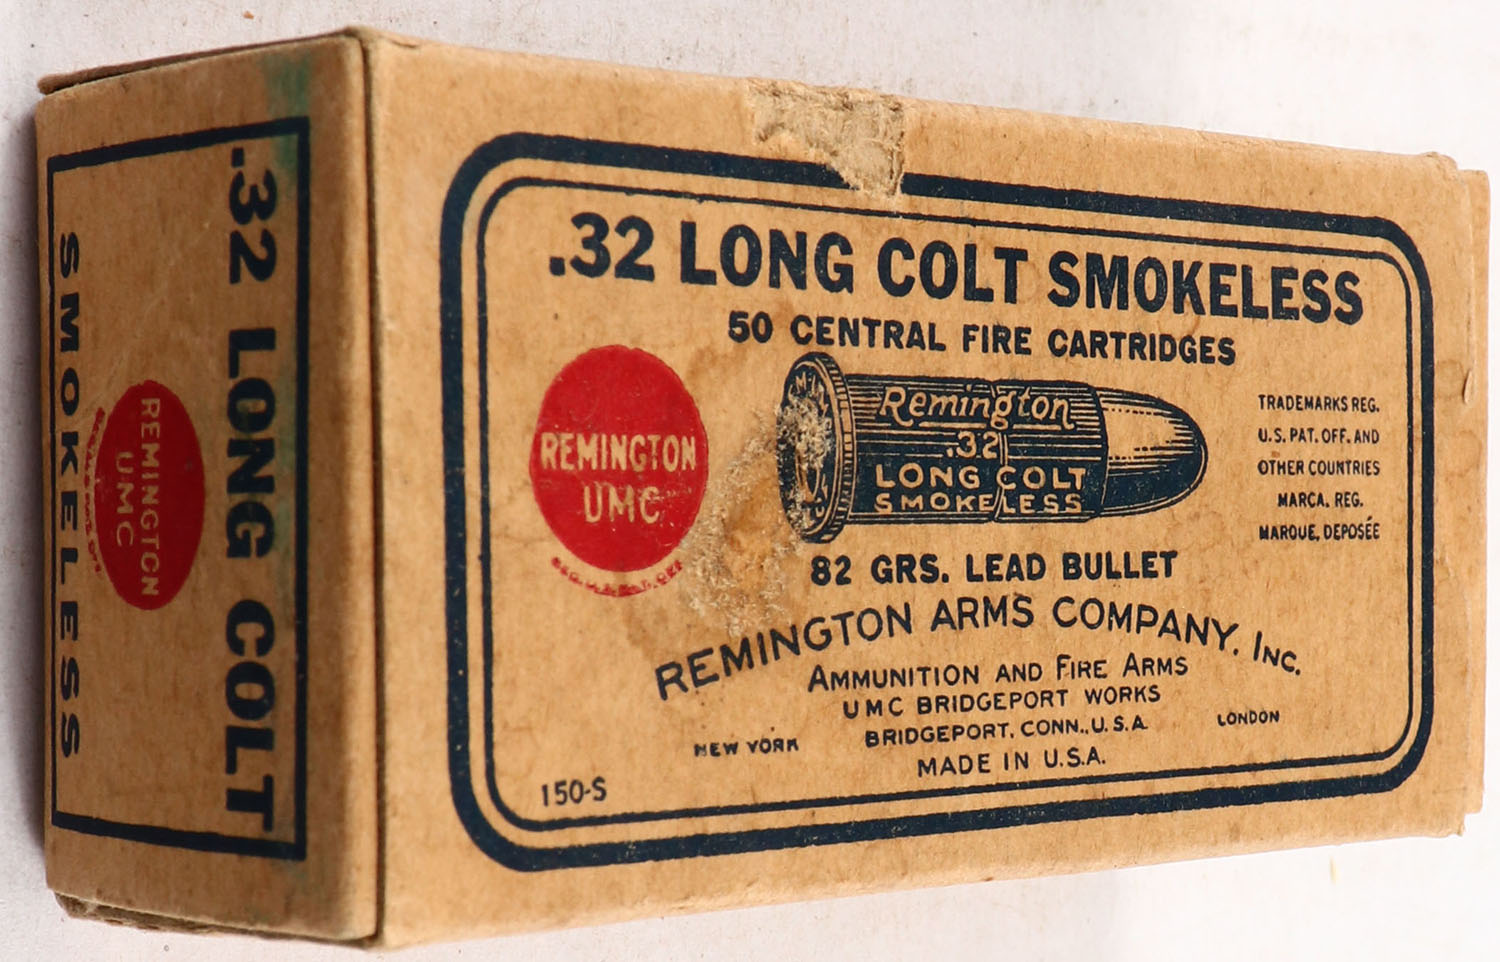 .32 LONG COLT
SMOKELESS
REMINGTON
UMC
.32 LONG COLT SMOKELESS
50 CENTRAL FIRE CARTRIDGES
REMINGTON
UMC
Remington
.32
LONG COLT
SMOKELESS
TRADEMARKS REG.
U.S. PAT. OFF. AND
OTHER COUNTRIES
MARCA. REG.
MARQUE, DEPOSÉE
82 GRS. LEAD BULLET
REMINGTON ARMS COMPANY, INC.
AMMUNITION AND FIRE ARMS
UMC BRIDGEPORT WORKS
BRIDGEPORT, CONN., U.S.A.
NEW YORK
LONDON
MADE IN U.S.A.
150-S